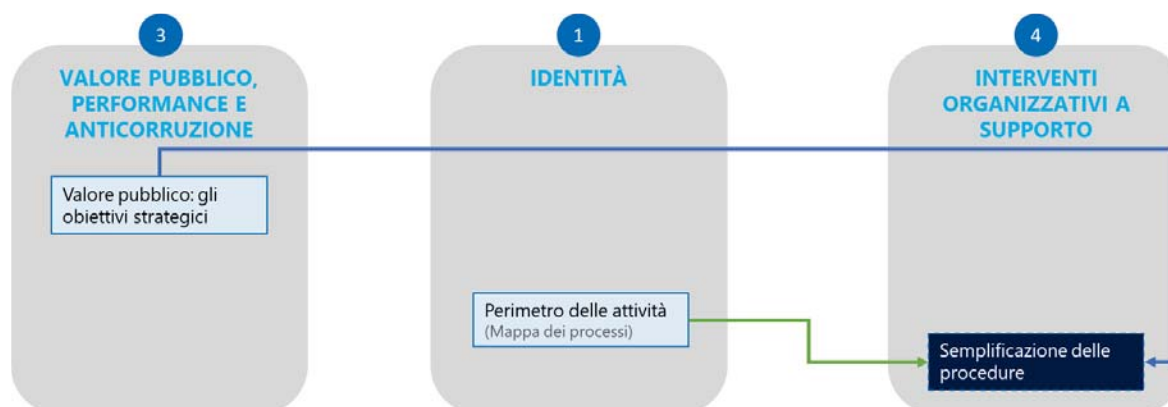 3
VALORE PUBBLICO,
PERFORMANCE E
ANTICORRUZIONE
Valore pubblico: gli
obiettivi strategici
1
IDENTITÀ
Perimetro delle attività
(Mappa dei processi)
4
INTERVENTI
ORGANIZZATIVI A
SUPPORTO
Semplificazione delle
procedure